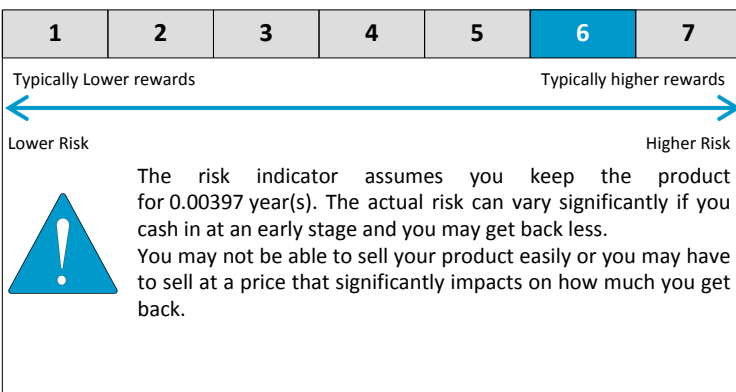 1 2 3 4 5 6 7
Typically Lower rewards Typically higher rewards
Lower Risk Higher Risk
The risk indicator assumes you keep the product
for 0.00397 year(s). The actual risk can vary significantly if you
cash in at an early stage and you may get back less.
You may not be able to sell your product easily or you may have
to sell at a price that significantly impacts on how much you get
back.